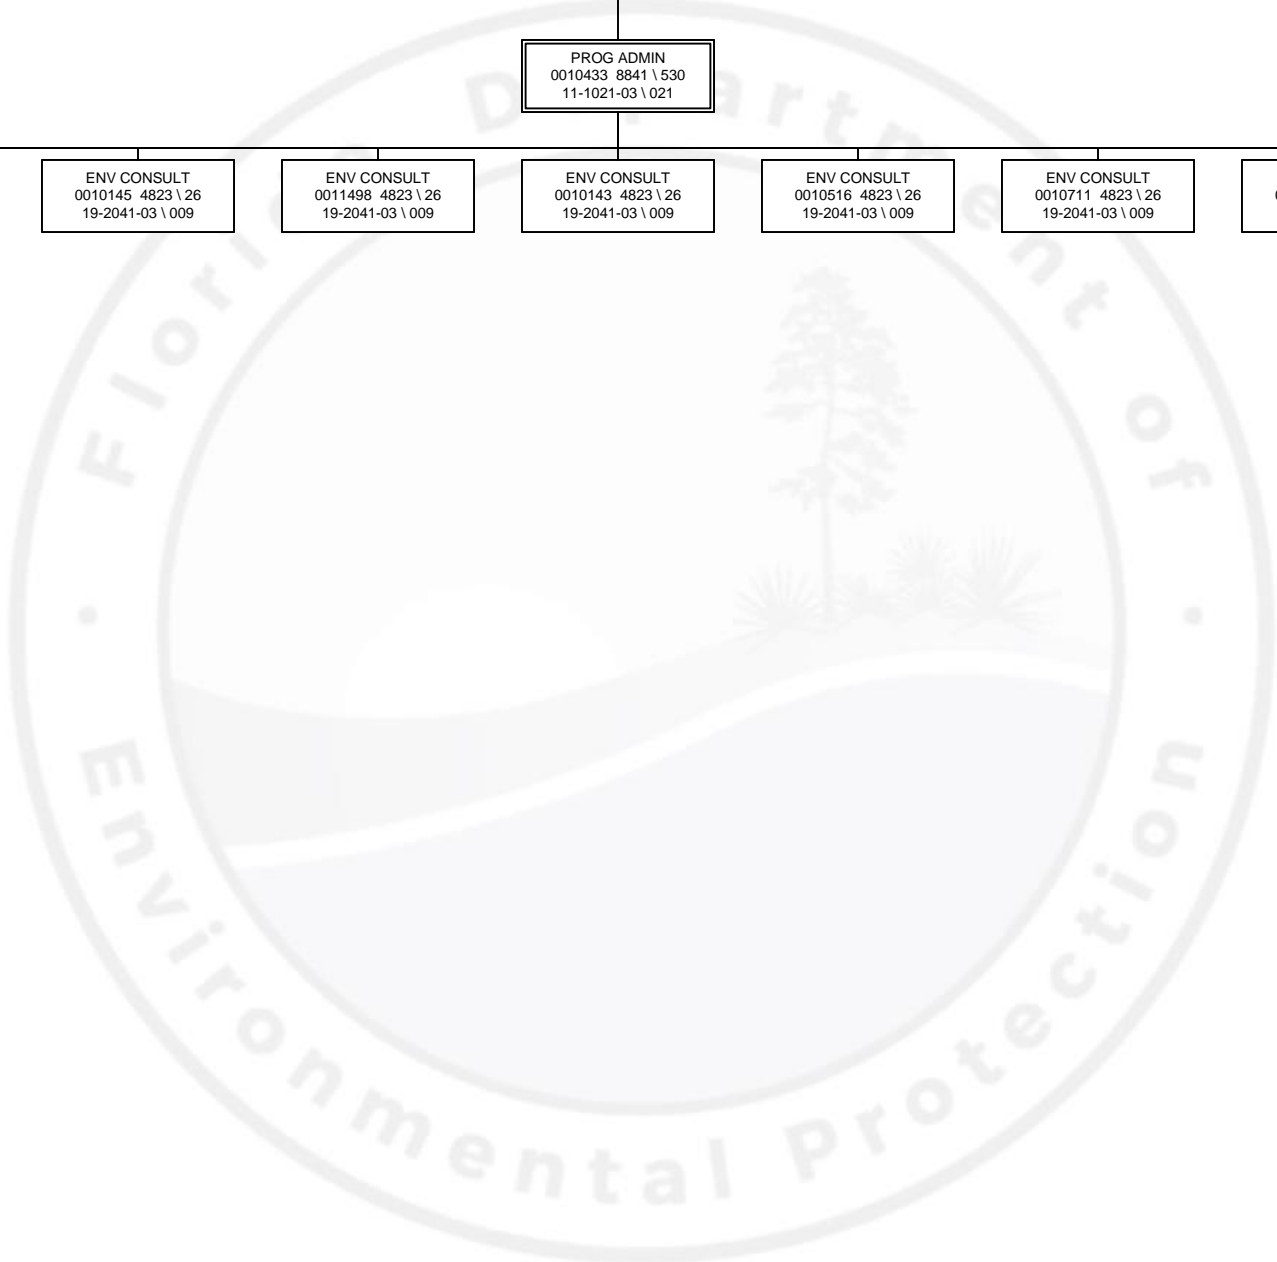 PROG ADMIN
0010433 8841 \ 530
11-1021-03 \ 021
ENV CONSULT
0010145 4823 \ 26
19-2041-03 \ 009
ENV CONSULT
0011498 4823 \ 26
19-2041-03 \ 009
ENV CONSULT
0010143 4823 \ 26
19-2041-03 \ 009
ENV CONSULT
0010516 4823 \ 26
19-2041-03 \ 009
ENV CONSULT
0010711 4823 \ 26
19-2041-03 \ 009
Florida Department of
Environmental Protection